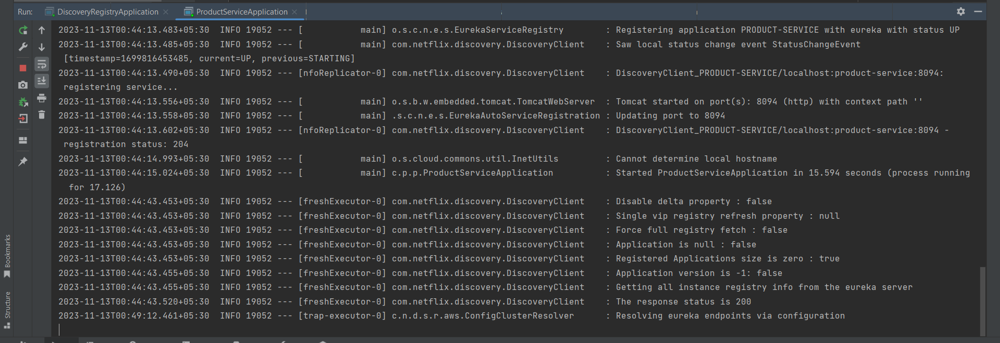 Run: DiscoveryRegistryApplication × ProductServiceApplication ×
2023-11-13T00:44:13.483+05:30  INFO 19052 --- [           main] o.s.c.n.e.s.EurekaServiceRegistry        : Registering application PRODUCT-SERVICE with eureka with status UP
2023-11-13T00:44:13.485+05:30  INFO 19052 --- [           main] com.netflix.discovery.DiscoveryClient    : Saw local status change event StatusChangeEvent
[timestamp=1699816453485, current=UP, previous=STARTING]
2023-11-13T00:44:13.490+05:30  INFO 19052 --- [nfoReplicator-0] com.netflix.discovery.DiscoveryClient    : DiscoveryClient_PRODUCT-SERVICE/localhost:product-service:8094:
registering service...
2023-11-13T00:44:13.556+05:30  INFO 19052 --- [           main] o.s.b.w.embedded.tomcat.TomcatWebServer  : Tomcat started on port(s): 8094 (http) with context path ''
2023-11-13T00:44:13.558+05:30  INFO 19052 --- [           main] .s.c.n.e.s.EurekaAutoServiceRegistration : Updating port to 8094
2023-11-13T00:44:13.602+05:30  INFO 19052 --- [nfoReplicator-0] com.netflix.discovery.DiscoveryClient    : DiscoveryClient_PRODUCT-SERVICE/localhost:product-service:8094 -
registration status: 204
2023-11-13T00:44:14.993+05:30  INFO 19052 --- [           main] o.s.cloud.commons.util.InetUtils         : Cannot determine local hostname
2023-11-13T00:44:15.024+05:30  INFO 19052 --- [           main] c.p.p.ProductServiceApplication          : Started ProductServiceApplication in 15.594 seconds (process running
for 17.126)
2023-11-13T00:44:43.453+05:30  INFO 19052 --- [freshExecutor-0] com.netflix.discovery.DiscoveryClient    : Disable delta property : false
2023-11-13T00:44:43.453+05:30  INFO 19052 --- [freshExecutor-0] com.netflix.discovery.DiscoveryClient    : Single vip registry refresh property : null
2023-11-13T00:44:43.453+05:30  INFO 19052 --- [freshExecutor-0] com.netflix.discovery.DiscoveryClient    : Force full registry fetch : false
2023-11-13T00:44:43.453+05:30  INFO 19052 --- [freshExecutor-0] com.netflix.discovery.DiscoveryClient    : Application is null : false
2023-11-13T00:44:43.453+05:30  INFO 19052 --- [freshExecutor-0] com.netflix.discovery.DiscoveryClient    : Registered Applications size is zero : true
2023-11-13T00:44:43.455+05:30  INFO 19052 --- [freshExecutor-0] com.netflix.discovery.DiscoveryClient    : Application version is -1: false
2023-11-13T00:44:43.455+05:30  INFO 19052 --- [freshExecutor-0] com.netflix.discovery.DiscoveryClient    : Getting all instance registry info from the eureka server
2023-11-13T00:44:43.520+05:30  INFO 19052 --- [freshExecutor-0] com.netflix.discovery.DiscoveryClient    : The response status is 200
2023-11-13T00:49:12.461+05:30  INFO 19052 --- [trap-executor-0] c.n.d.s.r.aws.ConfigClusterResolver      : Resolving eureka endpoints via configuration
Bookmarks
Structure